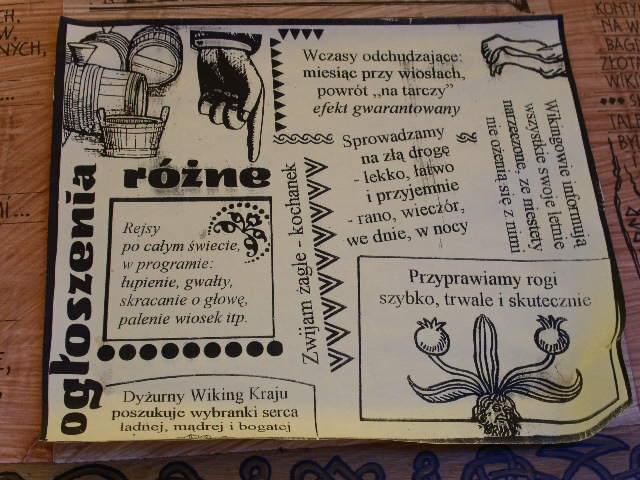 ogłoszenia
różne
Wczasy odchudzające:
miesiąc przy wiosłach,
powrót „na tarczy"
efekt gwarantowany
Sprowadzamy
na złą drogę
- lekko, łatwo
i przyjemnie
- rano, wieczór,
we dnie, w nocy
Wikingowie informują
wszystkie swoje letnie
narzeczone, że niestety
nie ożenią się z nimi
Rejsy
po całym świecie,
w programie:
łupienie, gwałty,
skracanie o głowę,
palenie wiosek itp.
Zwijam żagle - kochanek
Przyprawiamy rogi
szybko, trwale i skutecznie
Dyżurny Wiking Kraju
poszukuje wybranki serca
ładnej, mądrej i bogatej